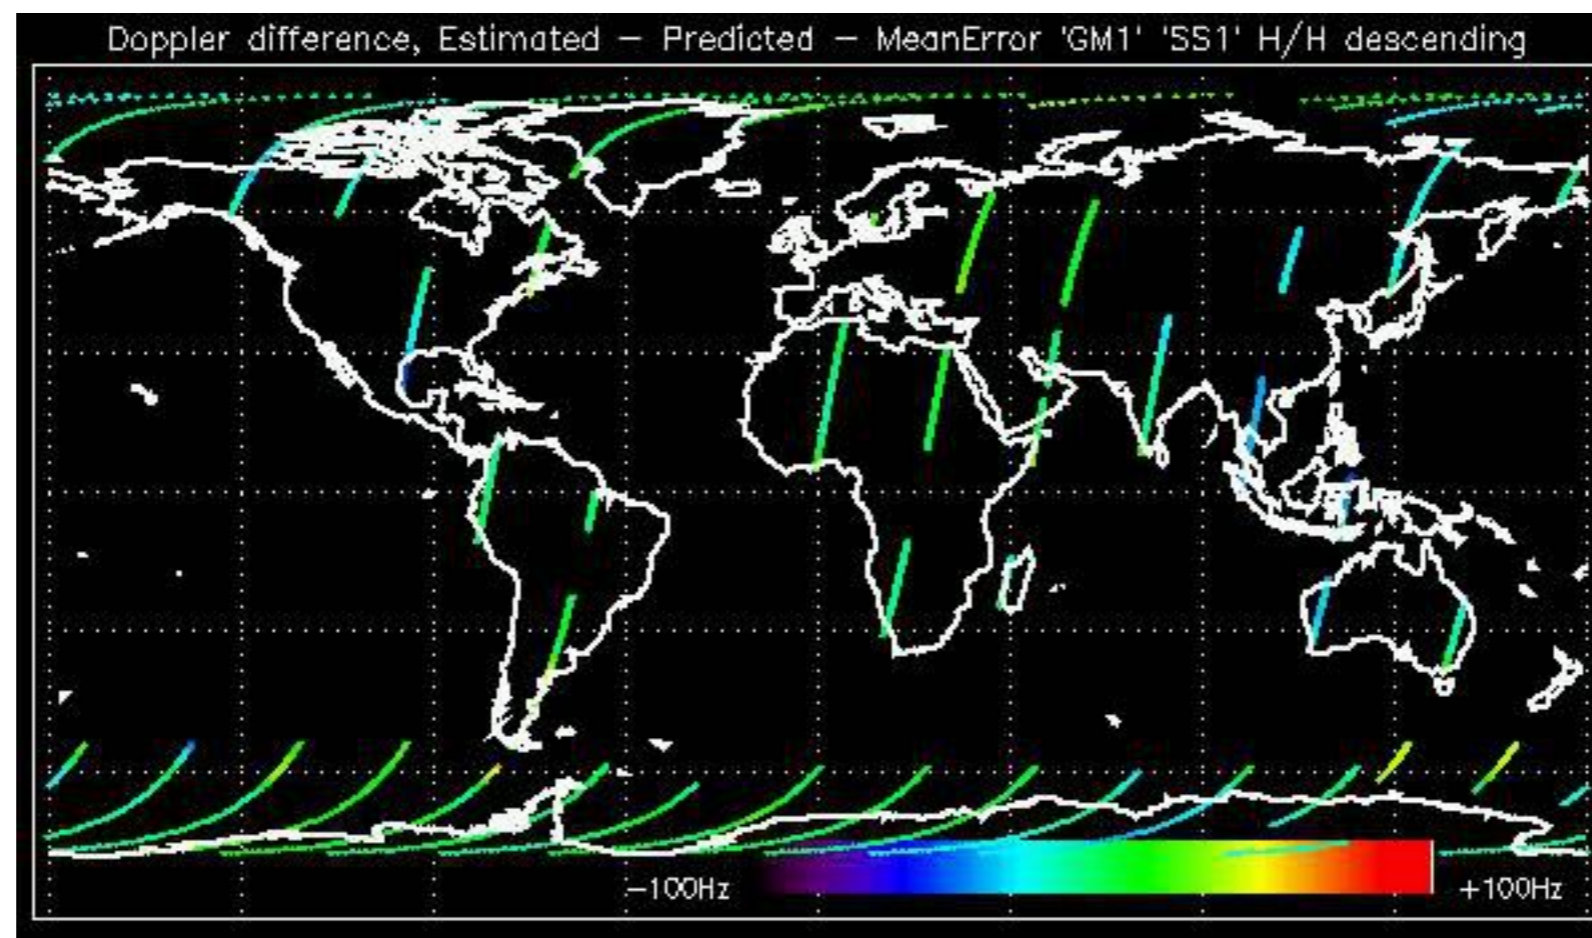 Doppler difference, Estimated – Predicted – MeanError 'GM1' 'SS1' H/H descending
–100Hz
+100Hz